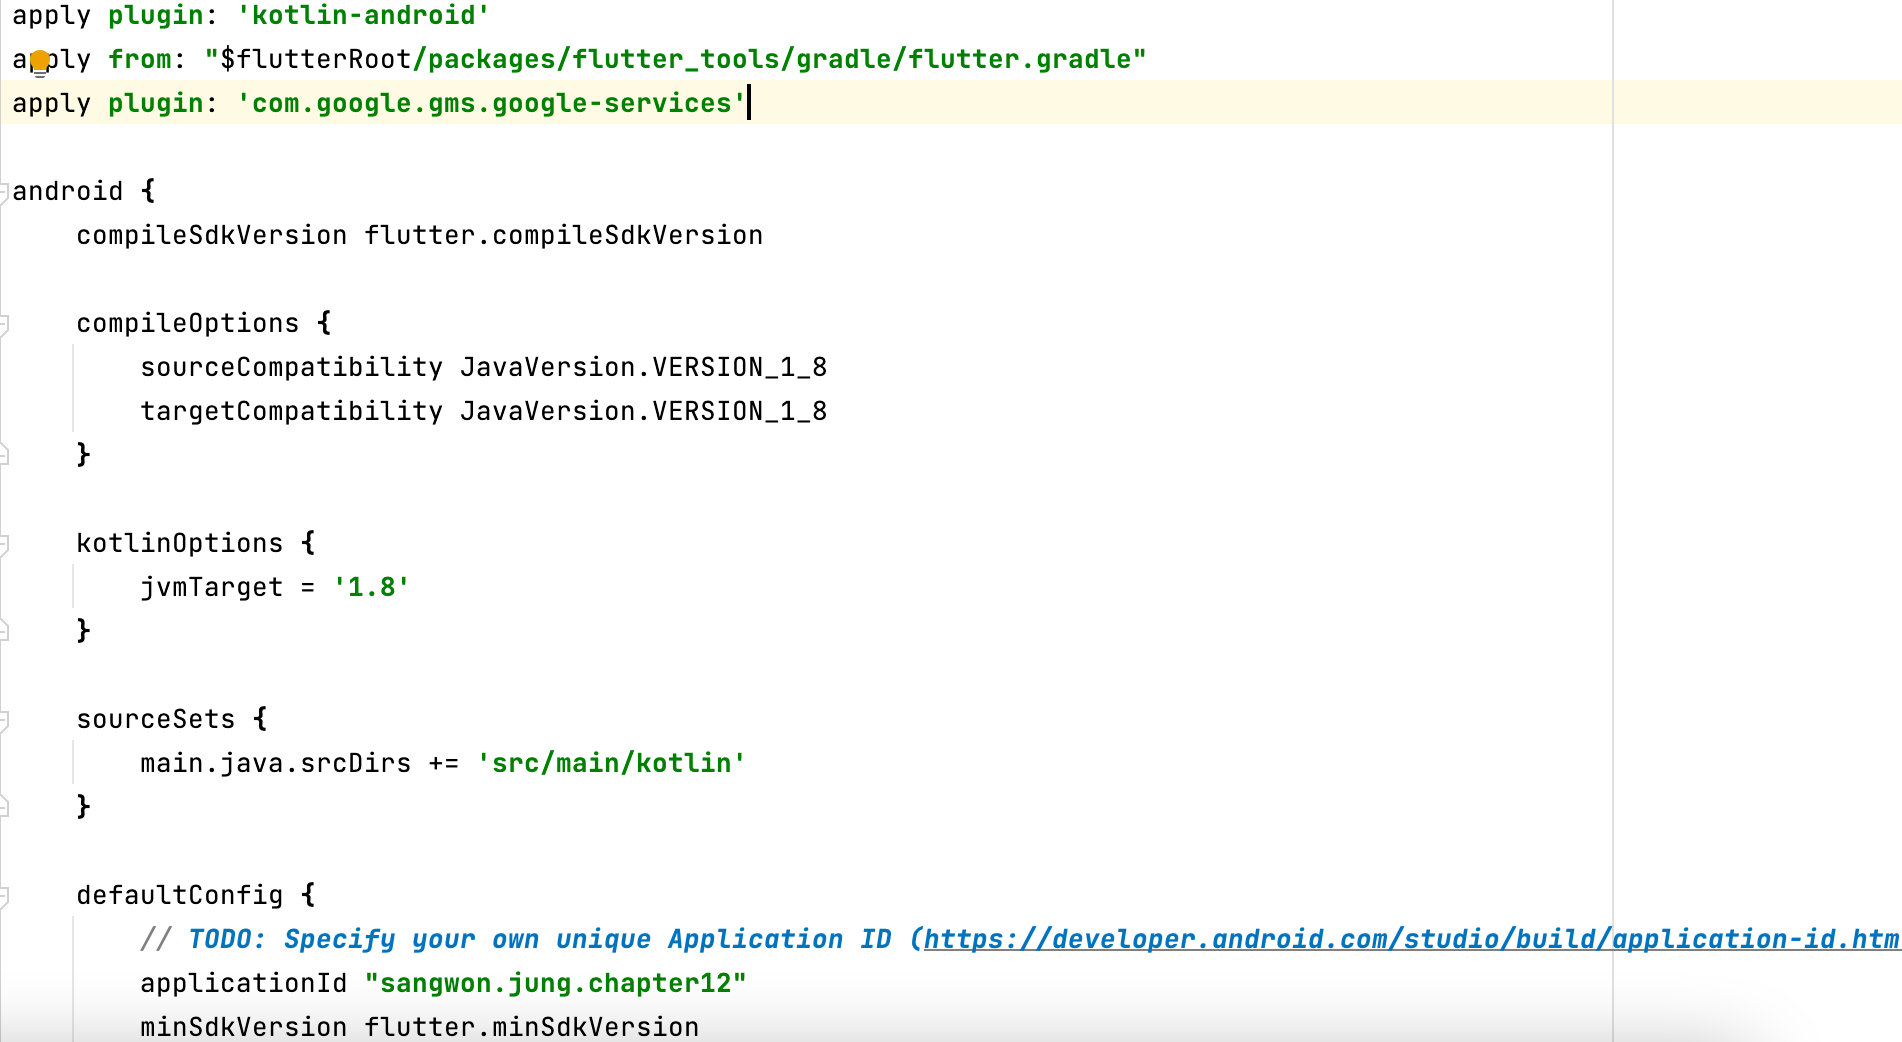 apply plugin: 'kotlin-android'
apply from: "$flutterRoot/packages/flutter_tools/gradle/flutter.gradle"
apply plugin: 'com.google.gms.google-services'
android {
    compileSdkVersion flutter.compileSdkVersion
    compileOptions {
        sourceCompatibility JavaVersion.VERSION_1_8
        targetCompatibility JavaVersion.VERSION_1_8
    }
    kotlinOptions {
        jvmTarget = '1.8'
    }
    sourceSets {
        main.java.srcDirs += 'src/main/kotlin'
    }
    defaultConfig {
        // TODO: Specify your own unique Application ID (https://developer.android.com/studio/build/application-id.htm
        applicationId "sangwon.jung.chapter12"
        minSdkVersion flutter.minSdkVersion